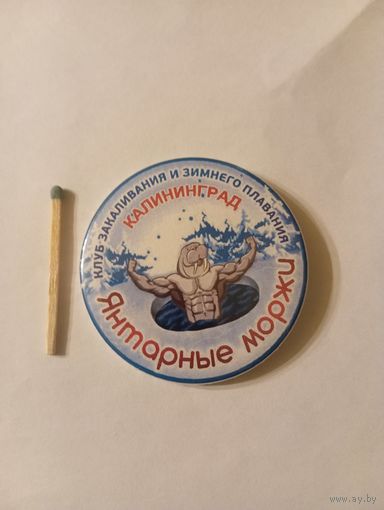 КЛУБ ЗАКАЛИВАНИЯ И ЗИМНЕГО ПЛАВАНИЯ
КАЛИНИНГРАД
Янтарные моржи
www.ay.by